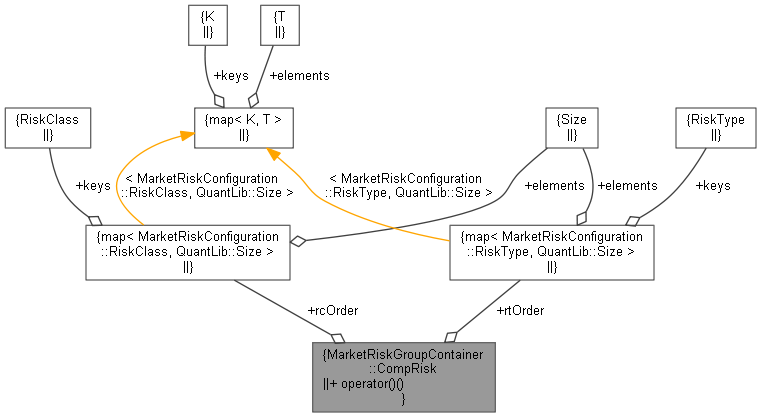 {K
||}
{T
||}
+keys
+elements
{RiskClass
||}
{map< K, T >
||}
{Size
||}
{RiskType
||}
+keys
< MarketRiskConfiguration
::RiskClass, QuantLib::Size >
< MarketRiskConfiguration
::RiskType, QuantLib::Size >
+elements
+elements
+keys
{map< MarketRiskConfiguration
::RiskClass, QuantLib::Size >
||}
{map< MarketRiskConfiguration
::RiskType, QuantLib::Size >
||}
+rcOrder
+rtOrder
{MarketRiskGroupContainer
::CompRisk
||+ operator()()
}